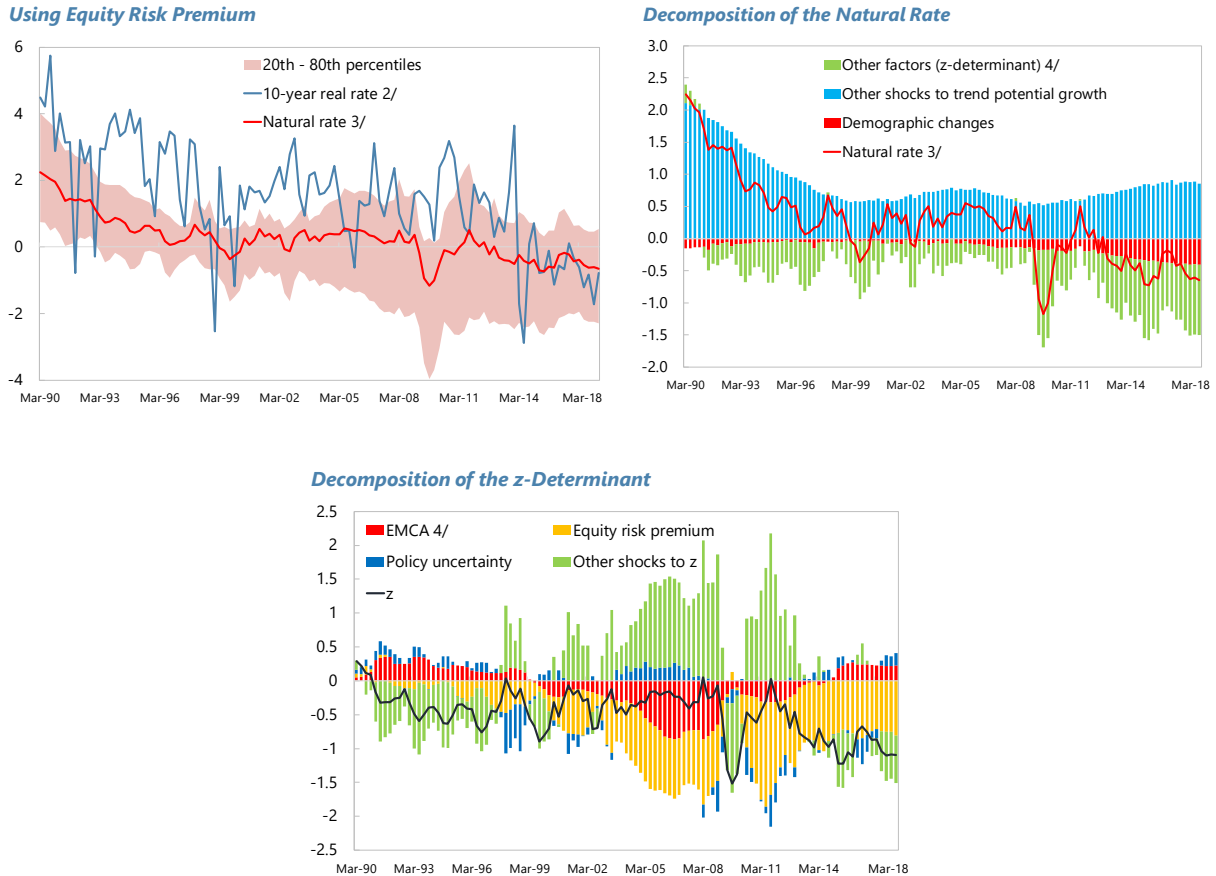 Using Equity Risk Premium
6
4
2
0
-2
-4
20th - 80th percentiles
10-year real rate 2/
Natural rate 3/
Mar-90 Mar-93 Mar-96 Mar-99 Mar-02 Mar-05 Mar-08 Mar-11 Mar-14 Mar-18
Decomposition of the Natural Rate
3.0
2.5
2.0
1.5
1.0
0.5
0.0
-0.5
-1.0
-1.5
-2.0
Other factors (z-determinant) 4/
Other shocks to trend potential growth
Demographic changes
Natural rate 3/
Mar-90 Mar-93 Mar-96 Mar-99 Mar-02 Mar-05 Mar-08 Mar-11 Mar-14 Mar-18
Decomposition of the z-Determinant
2.5
2
1.5
1
0.5
0
-0.5
-1
-1.5
-2
-2.5
EMCA 4/ Equity risk premium
Policy uncertainty Other shocks to z
z
Mar-90 Mar-93 Mar-96 Mar-99 Mar-02 Mar-05 Mar-08 Mar-11 Mar-14 Mar-18